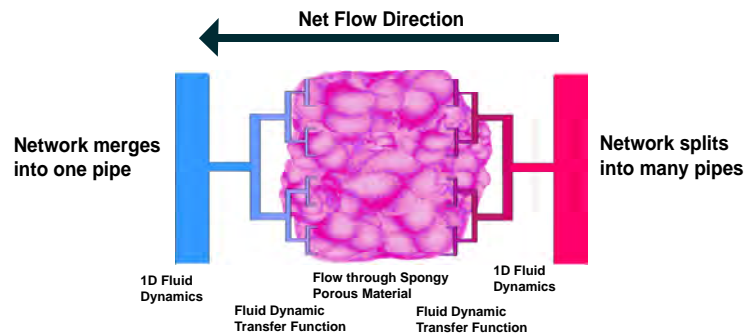 Net Flow Direction
Network merges
into one pipe
Network splits
into many pipes
1D Fluid
Dynamics
Flow through Spongy
Porous Material
1D Fluid
Dynamics
Fluid Dynamic
Transfer Function
Fluid Dynamic
Transfer Function